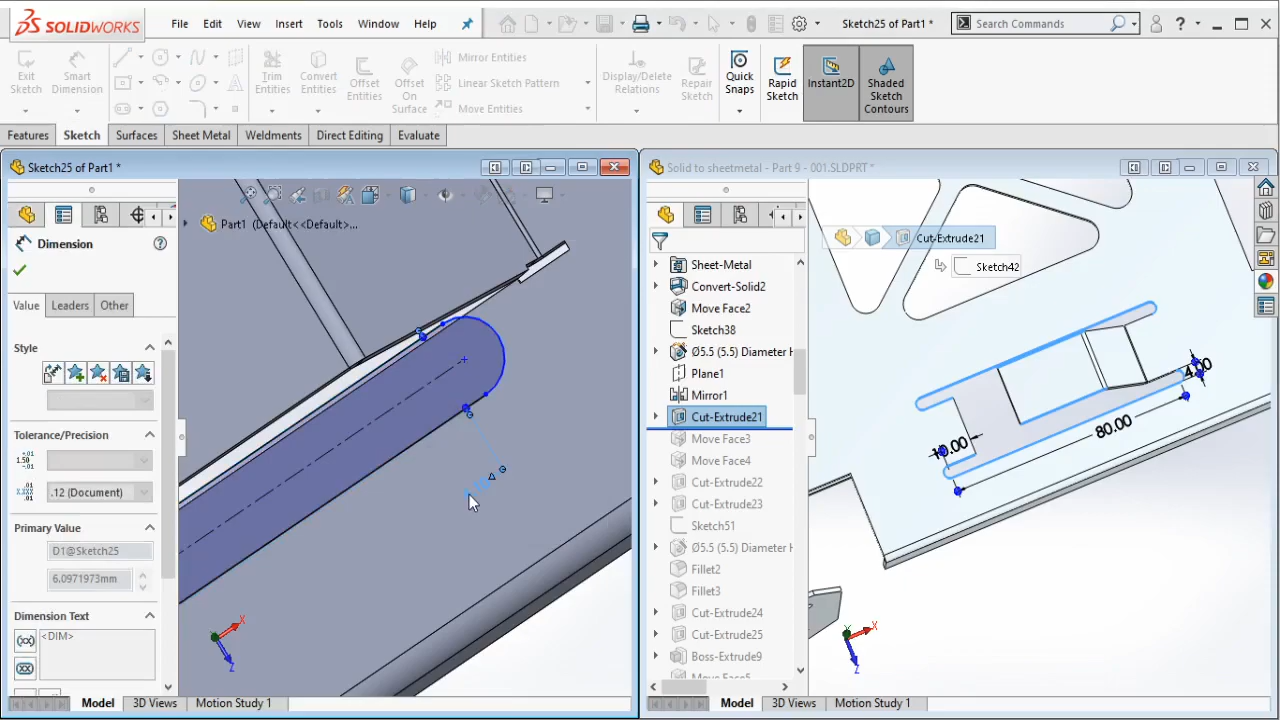 SOLIDWORKS
File Edit View Insert Tools Window Help
Sketch25 of Part1 *
Search Commands
Exit Sketch
Smart Dimension
Trim Entities
Convert Entities
Offset Entities
Offset On Surface
Mirror Entities
Linear Sketch Pattern
Move Entities
Display/Delete Relations
Repair Sketch
Quick Snaps
Rapid Sketch
Instant2D
Shaded Sketch Contours
Features Sketch Surfaces Sheet Metal Weldments Direct Editing Evaluate
Sketch25 of Part1 *
Part1 (Default<<Default>...
Dimension
Value Leaders Other
Style
Tolerance/Precision
.12 (Document)
Primary Value
D1@Sketch25
6.0971973mm
Dimension Text
<DIM>
Model 3D Views Motion Study 1
Solid to sheetmetal - Part 9 - 001.SLDPRT *
Sheet-Metal
Convert-Solid2
Move Face2
Sketch38
Ø5.5 (5.5) Diameter H
Plane1
Mirror1
Cut-Extrude21
Move Face3
Move Face4
Cut-Extrude22
Cut-Extrude23
Sketch51
Ø5.5 (5.5) Diameter H
Fillet2
Fillet3
Cut-Extrude24
Cut-Extrude25
Boss-Extrude9
Move Face5
Cut-Extrude21
Sketch42
4.00
10.00
80.00
X
Z
X
Z
Model 3D Views Motion Study 1